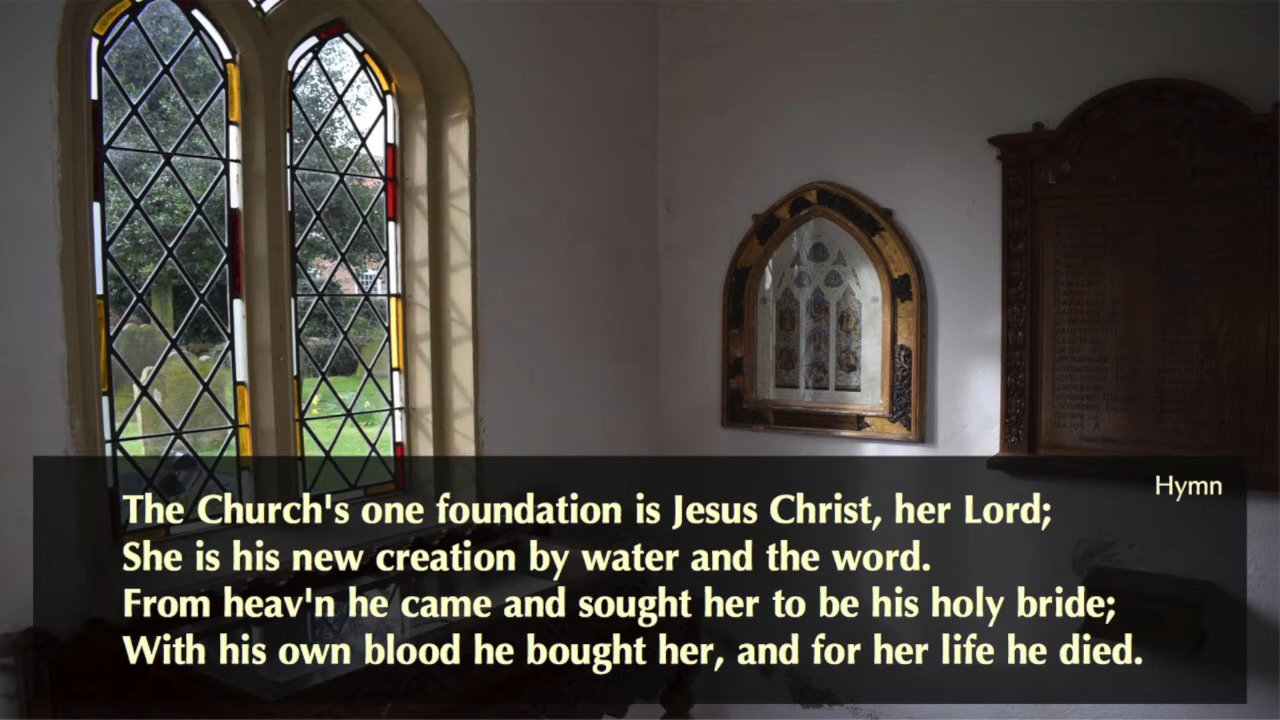 Hymn
The Church's one foundation is Jesus Christ, her Lord;
She is his new creation by water and the word.
From heav'n he came and sought her to be his holy bride;
With his own blood he bought her, and for her life he died.